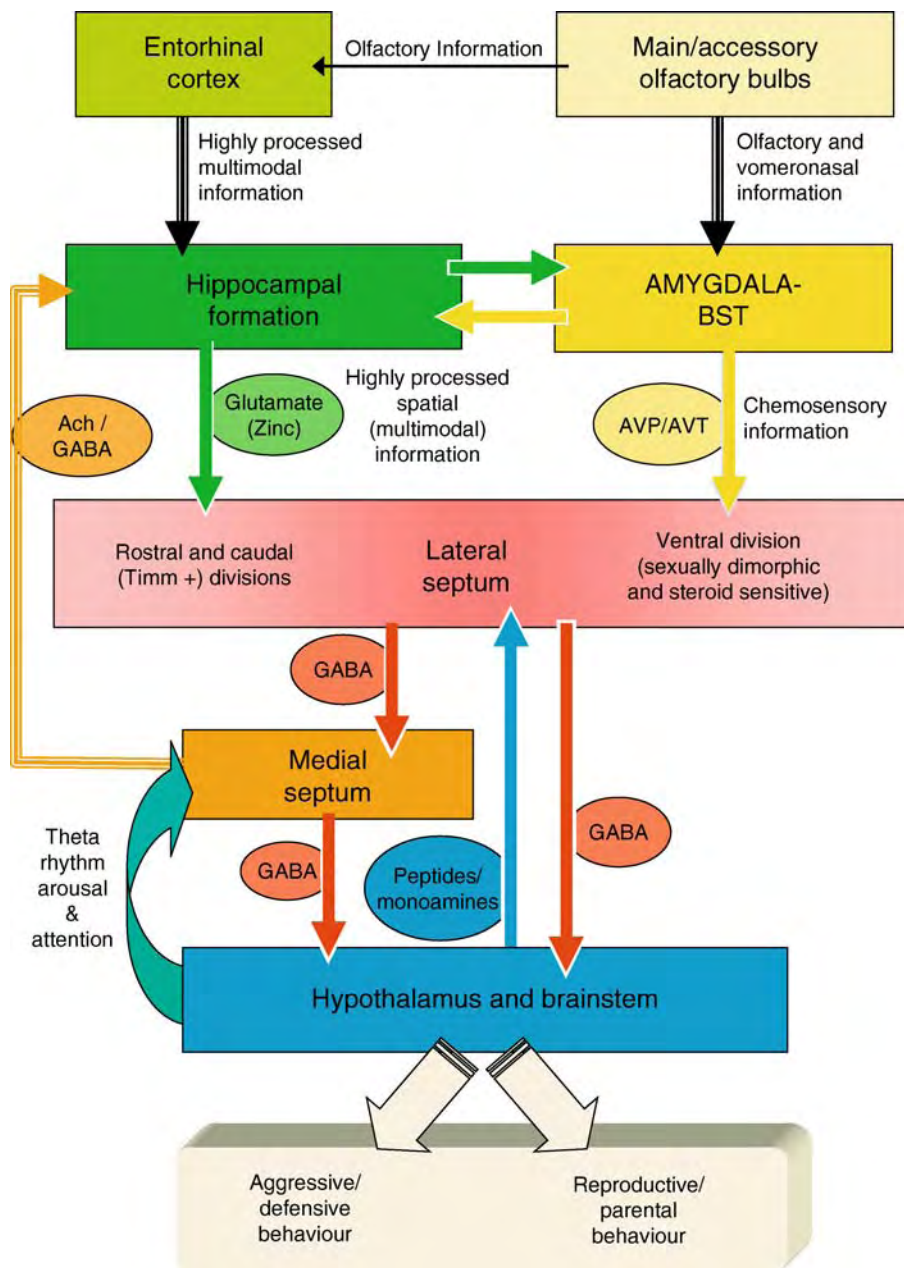 Entorhinal
cortex
Olfactory Information
Main/accessory
olfactory bulbs
Highly processed
multimodal
information
Olfactory and
vomeronasal
information
Hippocampal
formation
AMYGDALA-
BST
Ach /
GABA
Glutamate
(Zinc)
Highly processed
spatial
(multimodal)
information
AVP/AVT
Chemosensory
information
Rostral and caudal
(Timm +) divisions
Lateral
septum
Ventral division
(sexually dimorphic
and steroid sensitive)
GABA
Medial
septum
Theta
rhythm
arousal
&
attention
GABA
Peptides/
monoamines
GABA
Hypothalamus and brainstem
Aggressive/
defensive
behaviour
Reproductive/
parental
behaviour